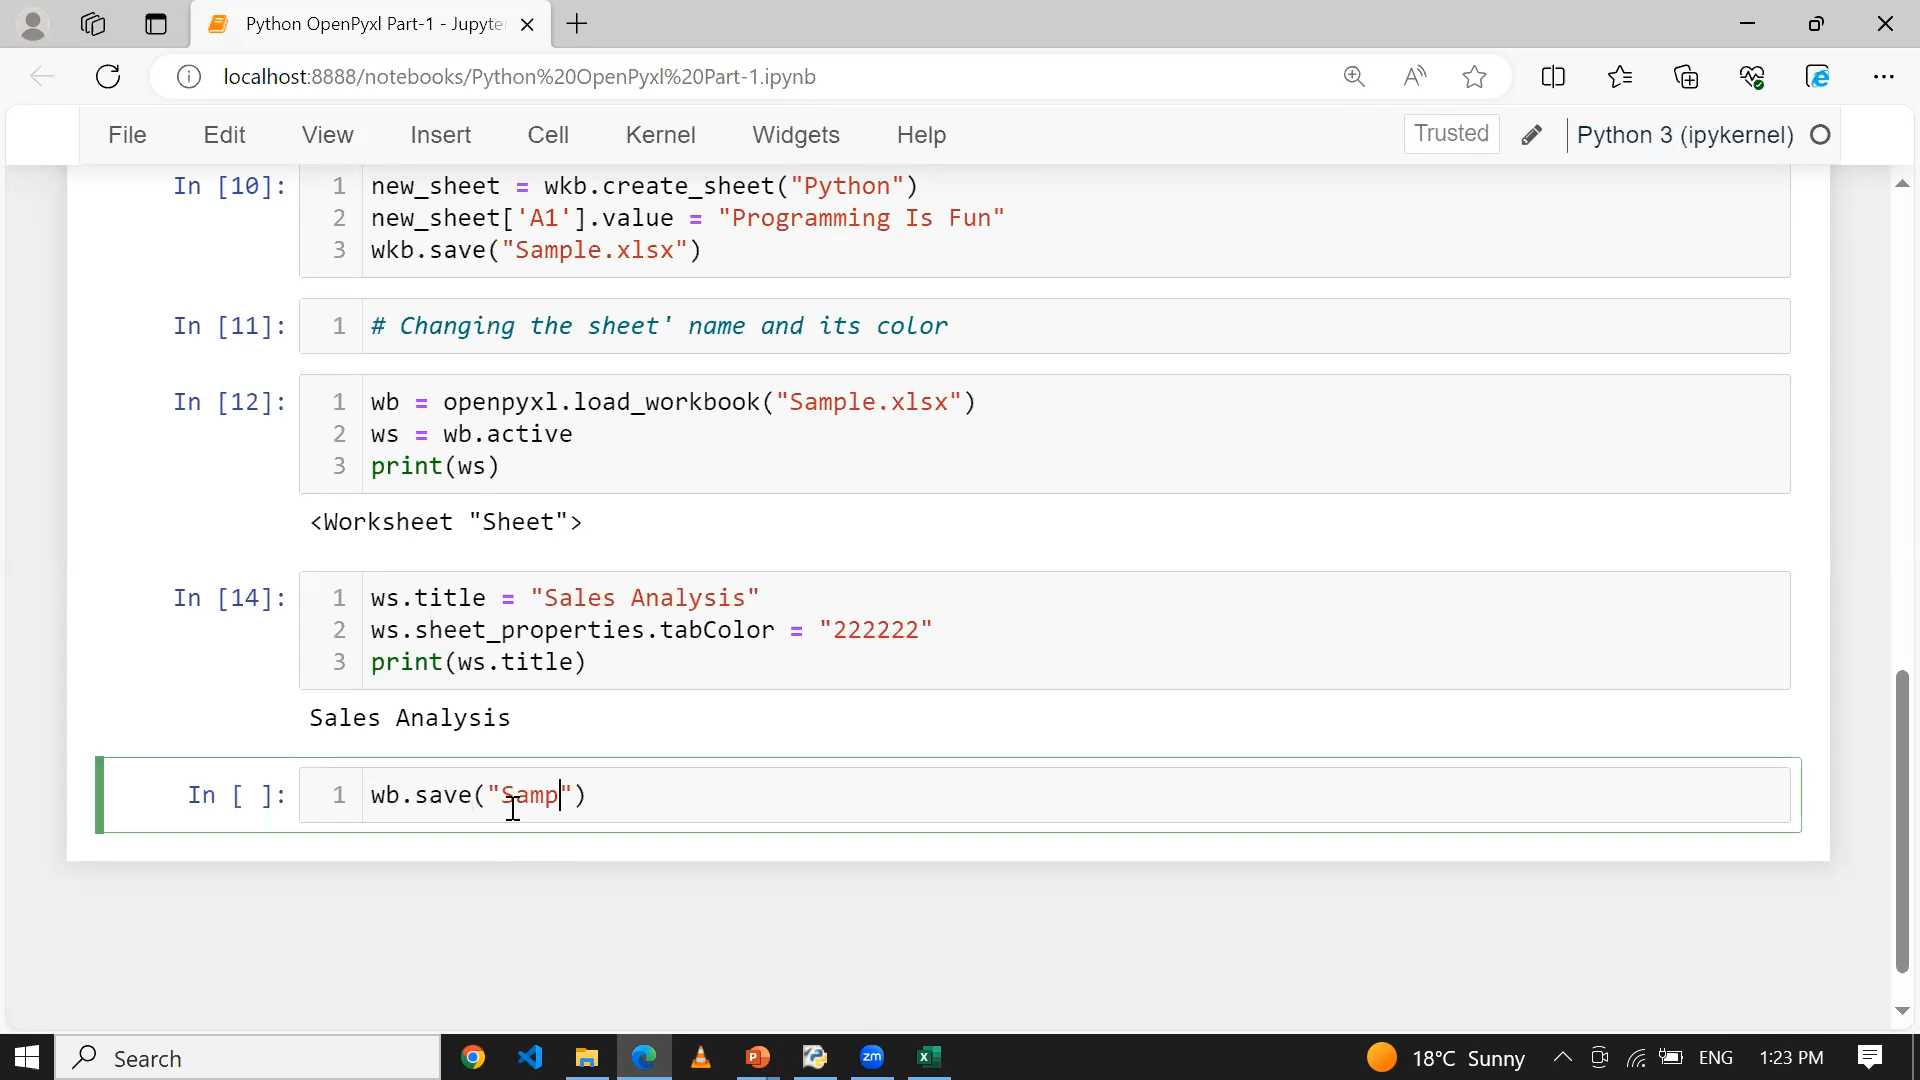 Python OpenPyxl Part-1 - Jupyte
localhost:8888/notebooks/Python%20OpenPyxl%20Part-1.ipynb
File Edit View Insert Cell Kernel Widgets Help Trusted Python 3 (ipykernel)
In [10]: 1 new_sheet = wkb.create_sheet("Python")
2 new_sheet['A1'].value = "Programming Is Fun"
3 wkb.save("Sample.xlsx")
In [11]: 1 # Changing the sheet' name and its color
In [12]: 1 wb = openpyxl.load_workbook("Sample.xlsx")
2 ws = wb.active
3 print(ws)
<Worksheet "Sheet">
In [14]: 1 ws.title = "Sales Analysis"
2 ws.sheet_properties.tabColor = "222222"
3 print(ws.title)
Sales Analysis
In [ ]: 1 wb.save("Samp")
Search zm 18°C Sunny ENG 1:23 PM